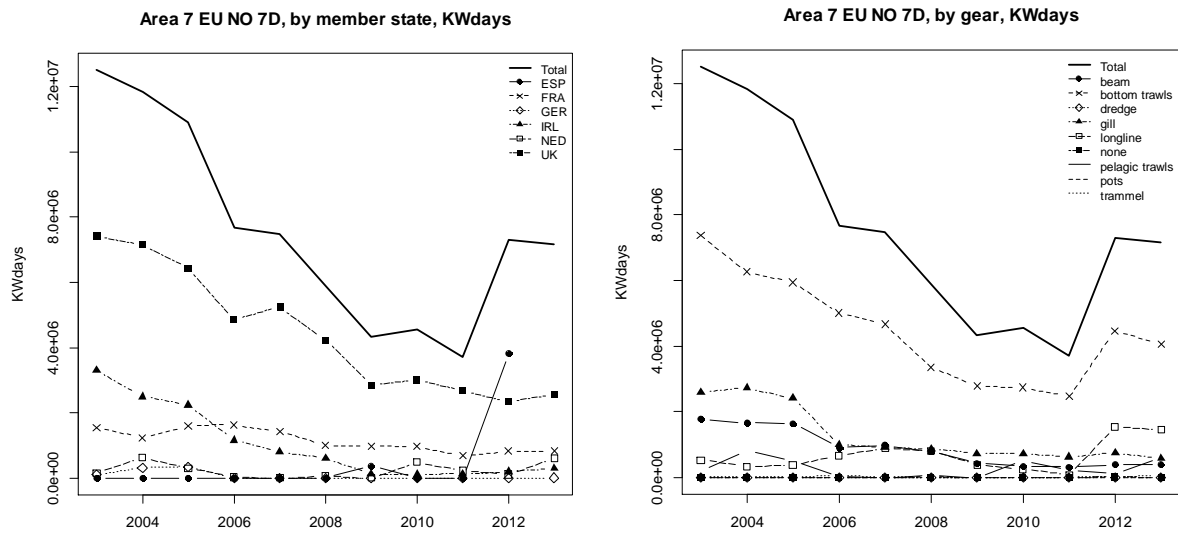 Area 7 EU NO 7D, by member state, KWdays
KWdays
0.0e+00
4.0e+06
8.0e+06
1.2e+07
2004
2006
2008
2010
2012
Total
ESP
FRA
GER
IRL
NED
UK
Area 7 EU NO 7D, by gear, KWdays
KWdays
0.0e+00
4.0e+06
8.0e+06
1.2e+07
2004
2006
2008
2010
2012
Total
beam
bottom trawls
dredge
gill
longline
none
pelagic trawls
pots
trammel